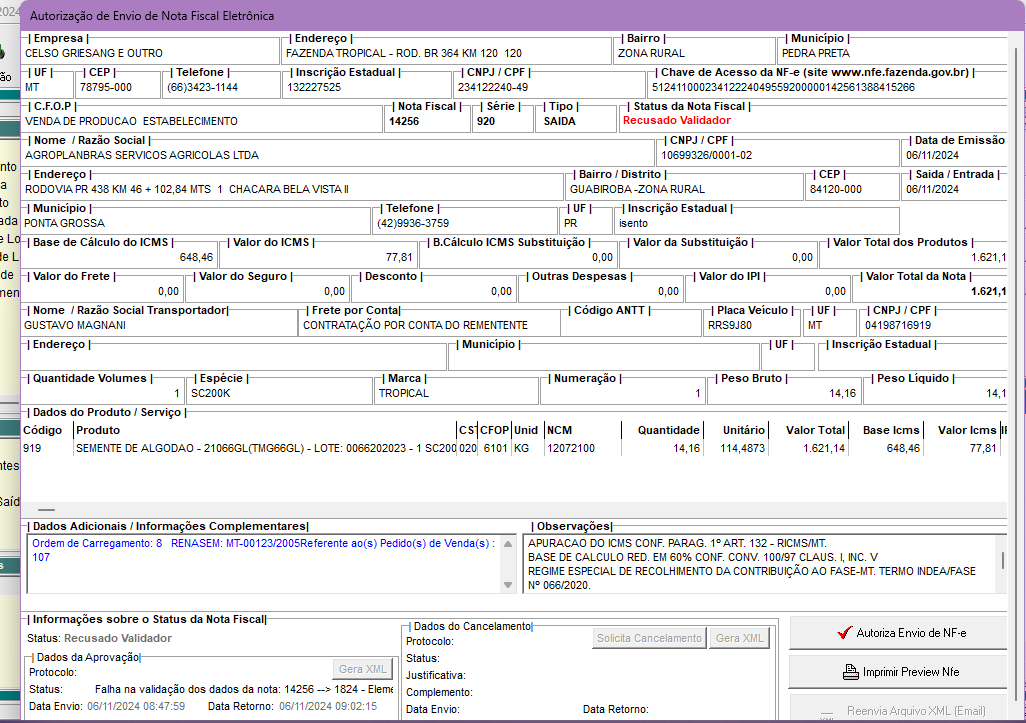 2024
Autorização de Envio de Nota Fiscal Eletrônica
| Empresa | | Endereço | | Bairro | | Município |
CELSO GRIESANG E OUTRO FAZENDA TROPICAL - ROD. BR 364 KM 120 120 ZONA RURAL PEDRA PRETA
| UF | | CEP | | Telefone | | Inscrição Estadual | | CNPJ / CPF | | Chave de Acesso da NF-e (site www.nfe.fazenda.gov.br) |
MT 78795-000 (66)3423-1144 132227525 234122240-49 51241100023412224049559200000142561388415266
| C.F.O.P | | Nota Fiscal | | Série | | Tipo | | Status da Nota Fiscal |
VENDA DE PRODUCAO ESTABELECIMENTO 14256 920 SAIDA Recusado Validador
| Nome / Razão Social | | CNPJ / CPF | | Data de Emissão
AGROPLANBRAS SERVICOS AGRICOLAS LTDA 10699326/0001-02 06/11/2024
| Endereço | | Bairro / Distrito | | CEP | | Saida / Entrada |
RODOVIA PR 438 KM 46 + 102,84 MTS 1 CHACARA BELA VISTA II GUABIROBA -ZONA RURAL 84120-000 06/11/2024
| Município | | Telefone | | UF | | Inscrição Estadual |
PONTA GROSSA (42)9936-3759 PR isento
| Base de Cálculo do ICMS | | Valor do ICMS | | B.Cálculo ICMS Substituição | | Valor da Substituição | | Valor Total dos Produtos |
648,46 77,81 0,00 0,00 1.621,1
| Valor do Frete | | Valor do Seguro | | Desconto | | Outras Despesas | | Valor do IPI | | Valor Total da Nota |
0,00 0,00 0,00 0,00 0,00 1.621,1
| Nome / Razão Social Transportador| | Frete por Conta| | Código ANTT | | Placa Veículo | | UF | | CNPJ / CPF |
GUSTAVO MAGNANI CONTRATAÇÃO POR CONTA DO REMENTENTE RRS9J80 MT 04198716919
| Endereço | | Município | | UF | | Inscrição Estadual |
| Quantidade Volumes | | Espécie | | Marca | | Numeração | | Peso Bruto | | Peso Líquido |
1 SC200K TROPICAL 1 14,16 14,1
| Dados do Produto / Serviço |
Código Produto CST CFOP Unid NCM Quantidade Unitário Valor Total Base Icms Valor Icms
919 SEMENTE DE ALGODAO - 21066GL(TMG66GL) - LOTE: 0066202023 - 1 SC200 020 6101 KG 12072100 14,16 114,4873 1.621,14 648,46 77,81
| Dados Adicionais / Informações Complementares| | Observações|
Ordem de Carregamento: 8 RENASEM: MT-00123/2005Referente ao(s) Pedido(s) de Venda(s) :
107
APURACAO DO ICMS CONF. PARAG. 1º ART. 132 - RICMS/MT.
BASE DE CALCULO RED. EM 60% CONF. CONV. 100/97 CLAUS. I, INC. V
REGIME ESPECIAL DE RECOLHIMENTO DA CONTRIBUIÇÃO AO FASE-MT. TERMO INDEA/FASE
Nº 066/2020.
| Informações sobre o Status da Nota Fiscal|
Status: Recusado Validador
| Dados da Aprovação|
Protocolo: Gera XML
Status: Falha na validação dos dados da nota: 14256 --> 1824 - Eleme
Data Envio: 06/11/2024 08:47:59 Data Retorno: 06/11/2024 09:02:15
| Dados do Cancelamento|
Protocolo: Solicita Cancelamento Gera XML
Status:
Justificativa:
Complemento:
Data Envio: Data Retorno:
Autoriza Envio de NF-e
Imprimir Preview Nfe
Reenvia Arquivo XML (Email)